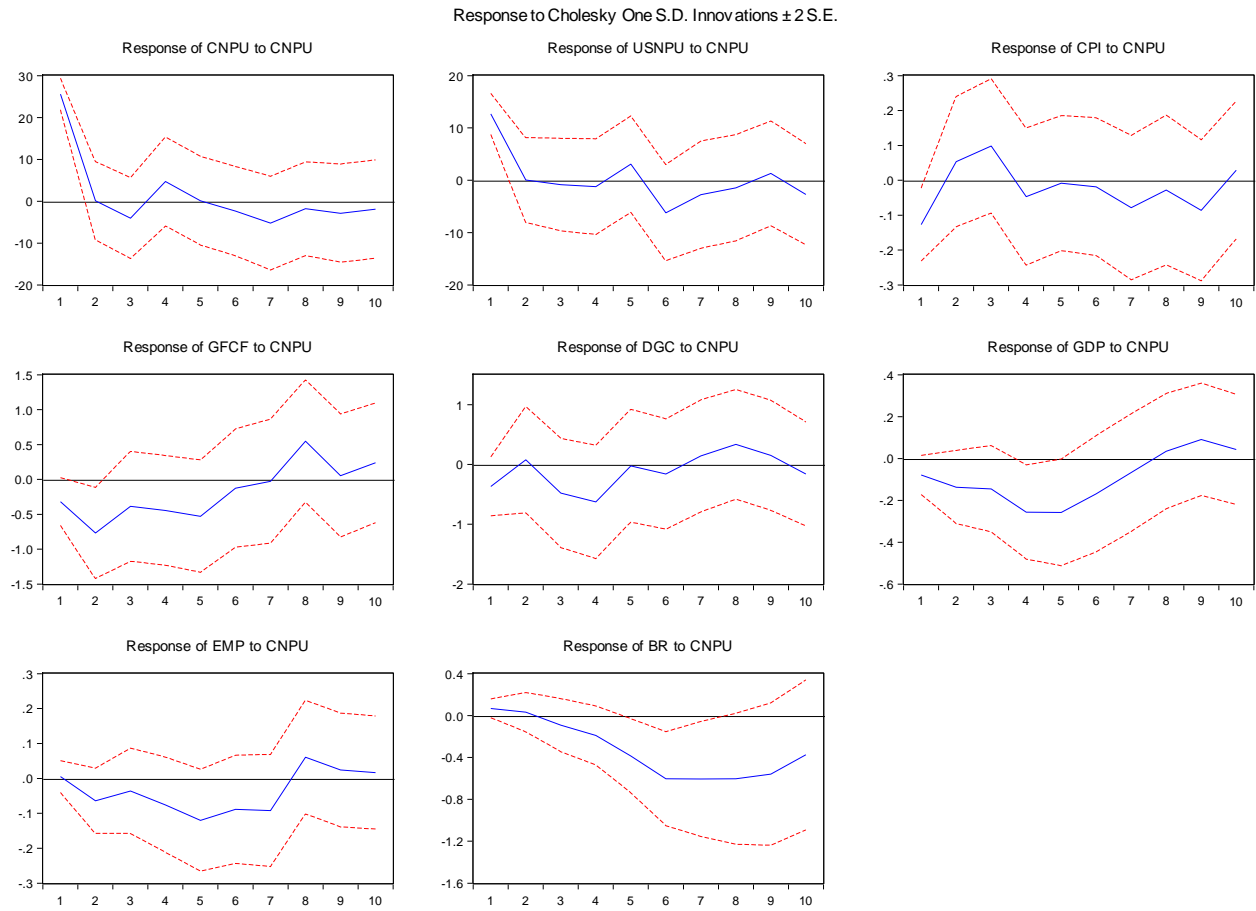 Response to Cholesky One S.D. Innovations ± 2 S.E.
Response of CNPU to CNPU
30
20
10
0
-10
-20
1 2 3 4 5 6 7 8 9 10
Response of USNPU to CNPU
20
10
0
-10
-20
1 2 3 4 5 6 7 8 9 10
Response of CPI to CNPU
.3
.2
.1
.0
-.1
-.2
-.3
1 2 3 4 5 6 7 8 9 10
Response of GFCF to CNPU
1.5
1.0
0.5
0.0
-0.5
-1.0
-1.5
1 2 3 4 5 6 7 8 9 10
Response of DGC to CNPU
1
0
-1
-2
1 2 3 4 5 6 7 8 9 10
Response of GDP to CNPU
.4
.2
.0
-.2
-.4
-.6
1 2 3 4 5 6 7 8 9 10
Response of EMP to CNPU
.3
.2
.1
.0
-.1
-.2
-.3
1 2 3 4 5 6 7 8 9 10
Response of BR to CNPU
0.4
0.0
-0.4
-0.8
-1.2
-1.6
1 2 3 4 5 6 7 8 9 10